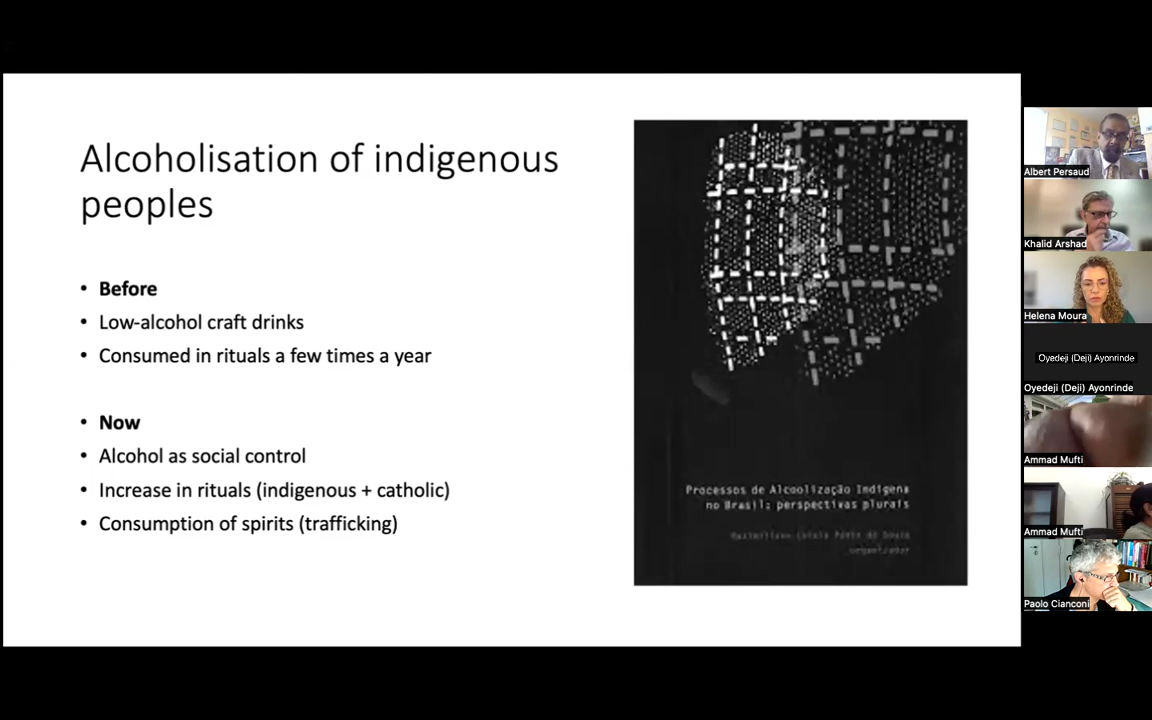 Alcoholisation of indigenous
peoples
• Before
• Low-alcohol craft drinks
• Consumed in rituals a few times a year
• Now
• Alcohol as social control
• Increase in rituals (indigenous + catholic)
• Consumption of spirits (trafficking)
Processos de Alcoolização Indígena
no Brasil: perspectivas plurais
organizador
Albert Persaud
Khalid Arshad
Helena Moura
Oyedeji (Deji) Ayonrinde
Oyedeji (Deji) Ayonrinde
Ammad Mufti
Ammad Mufti
Paolo Cianconi